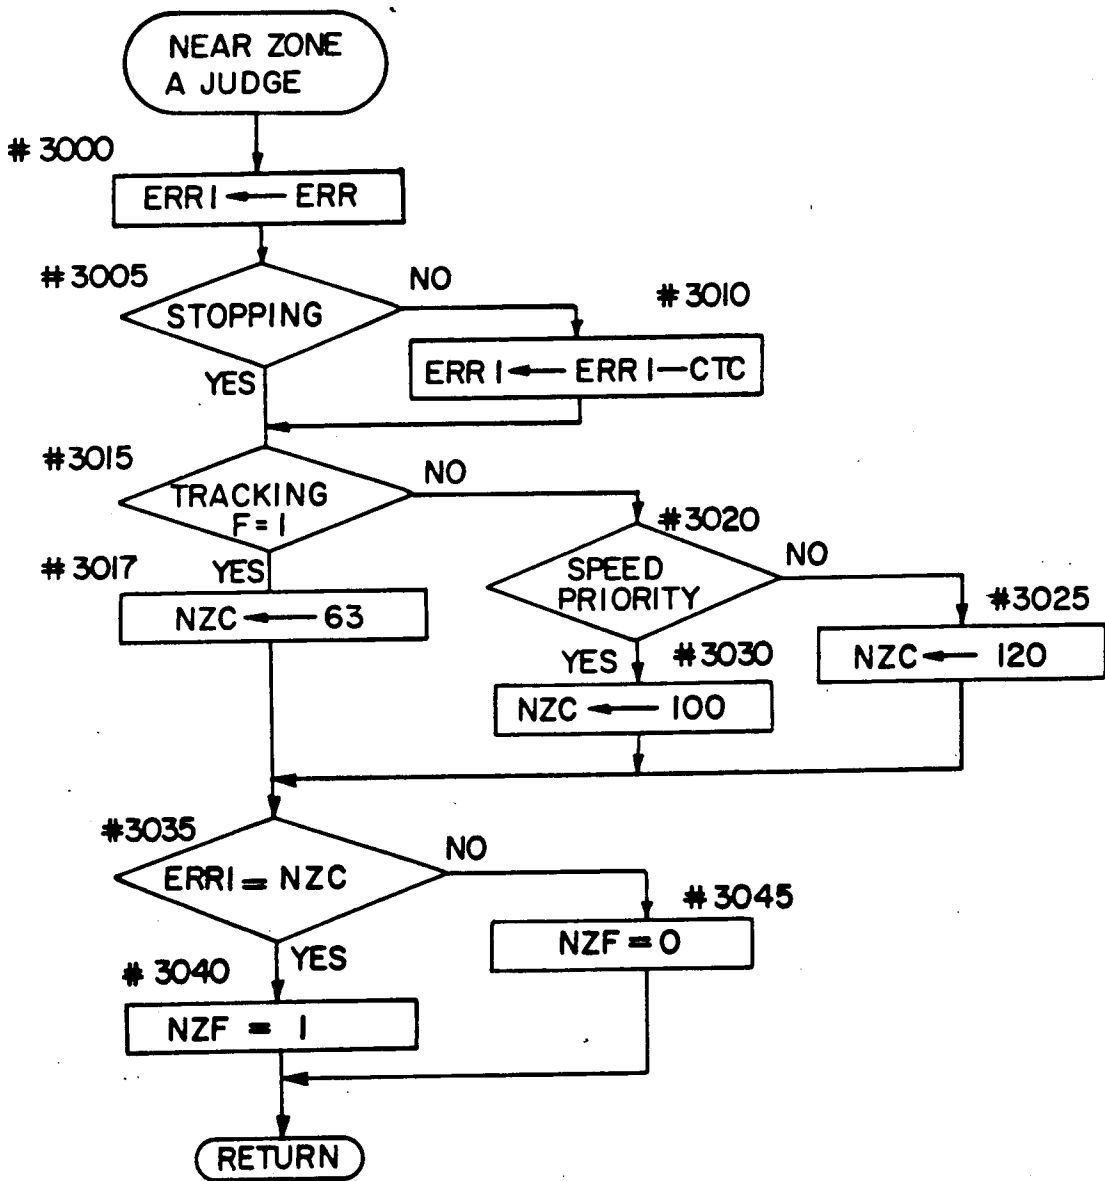 NEAR ZONE
A JUDGE
# 3000
ERR1 ← ERR
# 3005
STOPPING
NO
YES
# 3010
ERR1 ← ERR1 — CTC
#3015
TRACKING
F = 1
NO
YES
#3017
NZC ← 63
#3020
SPEED
PRIORITY
NO
YES
#3025
NZC ← 120
#3030
NZC ← 100
#3035
ERR1 = NZC
NO
YES
#3045
NZF = 0
# 3040
NZF = 1
RETURN